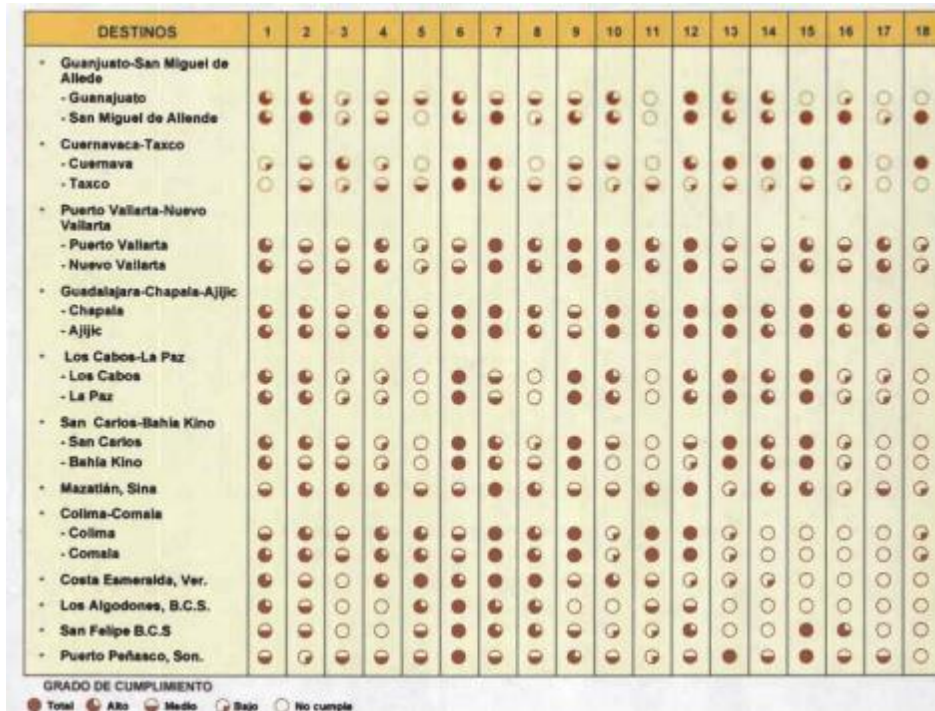 DESTINOS 1 2 3 4 5 6 7 8 9 10 11 12 13 14 15 16 17 18
Guanjuato-San Miguel de
Allede
- Guanajuato
- San Miguel de Allende
Cuernavaca-Taxco
- Cuernava
- Taxco
Puerto Vallarta-Nuevo
Vallarta
- Puerto Vallarta
- Nuevo Vallarta
Guadalajara-Chapala-Ajijic
- Chapala
- Ajijic
Los Cabos-La Paz
- Los Cabos
- La Paz
San Carlos-Bahía Kino
- San Carlos
- Bahía Kino
Mazatlán, Sina
Colima-Comala
- Colima
- Comala
Costa Esmeralda, Ver.
Los Algodones, B.C.S.
San Felipe B.C.S
Puerto Peñasco, Son.
GRADO DE CUMPLIMIENTO
Total Alto Medio Bajo No cumple